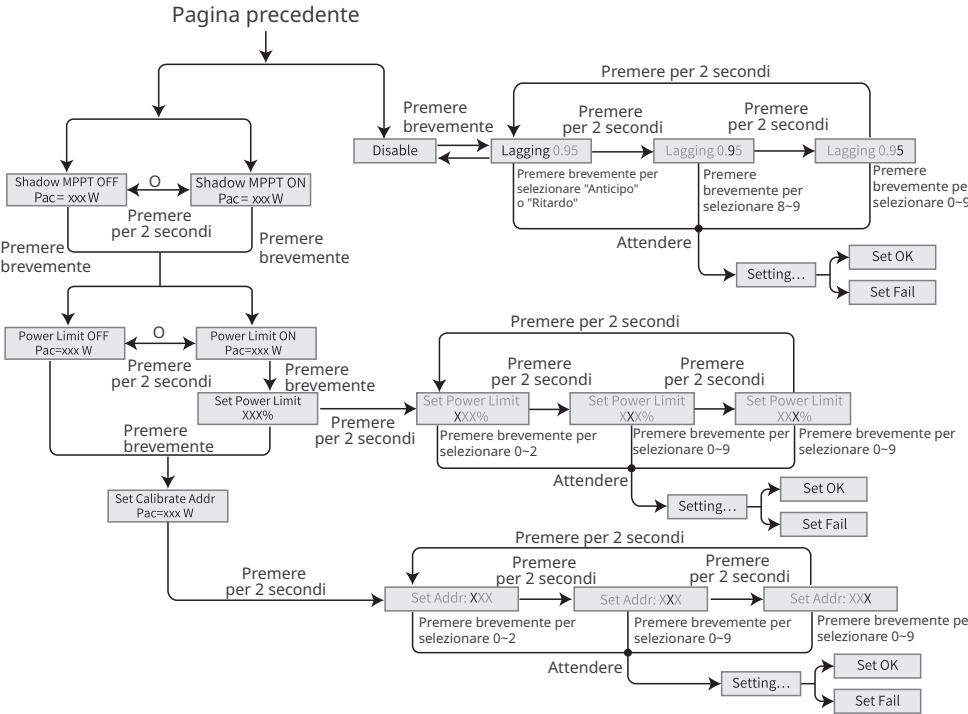 Pagina precedente
Premere per 2 secondi
Premere
brevemente
Premere
per 2 secondi
Premere
per 2 secondi
Disable
Lagging 0.95
Lagging 0.95
Lagging 0.95
Premere brevemente per
selezionare "Anticipo"
o "Ritardo"
Premere
brevemente per
selezionare 8~9
Premere
brevemente pe
selezionare 0~9
Shadow MPPT OFF
Pac= xxx W
O
Shadow MPPT ON
Pac= xxx W
Premere
per 2 secondi
Premere
brevemente
Premere
brevemente
Attendere
Setting...
Set OK
Set Fail
Power Limit OFF
Pac=xxx W
O
Power Limit ON
Pac=xxx W
Premere
per 2 secondi
Premere
brevemente
Set Power Limit
XXX%
Premere
per 2 secondi
Premere per 2 secondi
Premere
per 2 secondi
Premere
per 2 secondi
Set Power Limit
XXX%
Set Power Limit
XXX%
Set Power Limit
XXX%
Premere brevemente per
selezionare 0~2
Premere brevemente per
selezionare 0~9
Premere brevemente per
selezionare 0~9
Premere
brevemente
Attendere
Setting...
Set OK
Set Fail
Set Calibrate Addr
Pac=xxx W
Premere
per 2 secondi
Premere per 2 secondi
Premere
per 2 secondi
Premere
per 2 secondi
Set Addr: XXX
Set Addr: XXX
Set Addr: XXX
Premere brevemente per
selezionare 0~2
Premere brevemente per
selezionare 0~9
Premere brevemente pe
selezionare 0~9
Attendere
Setting...
Set OK
Set Fail